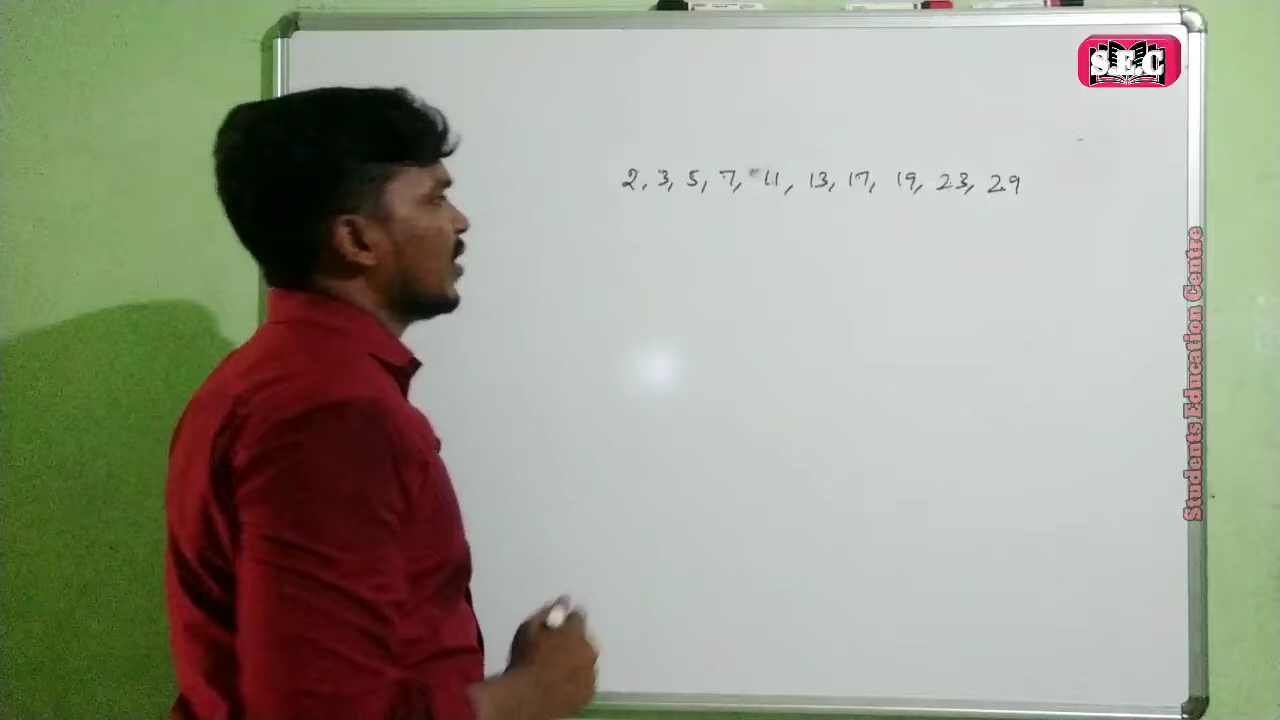 S.E.C
2, 3, 5, 7, 11, 13, 17, 19, 23, 29
Students Education Centre